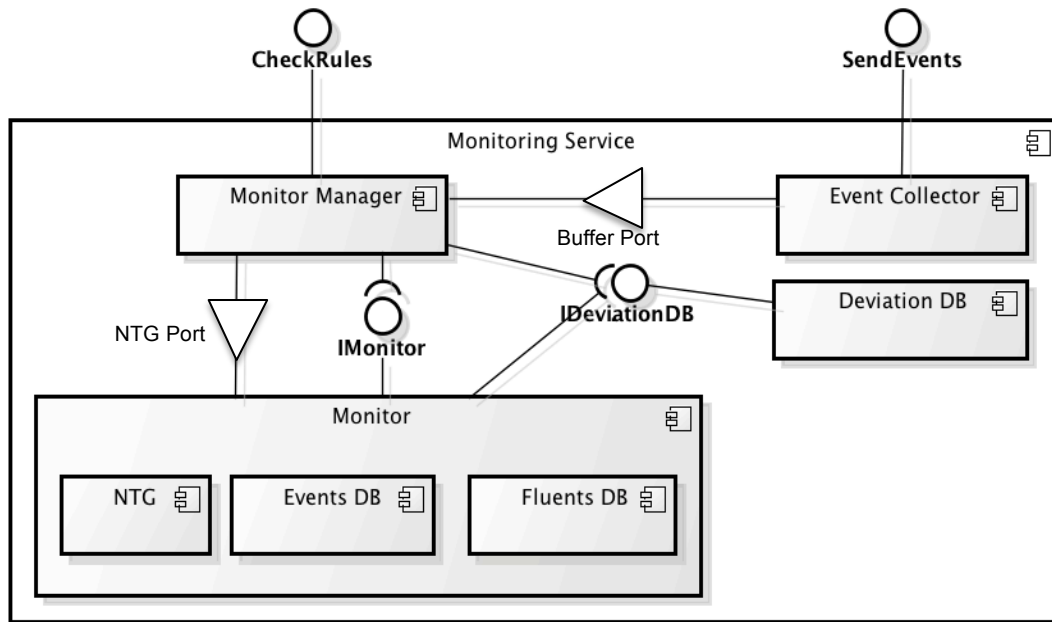 CheckRules
SendEvents
Monitoring Service
Monitor Manager
Event Collector
Buffer Port
IDeviationDB
Deviation DB
NTG Port
IMonitor
Monitor
NTG
Events DB
Fluents DB